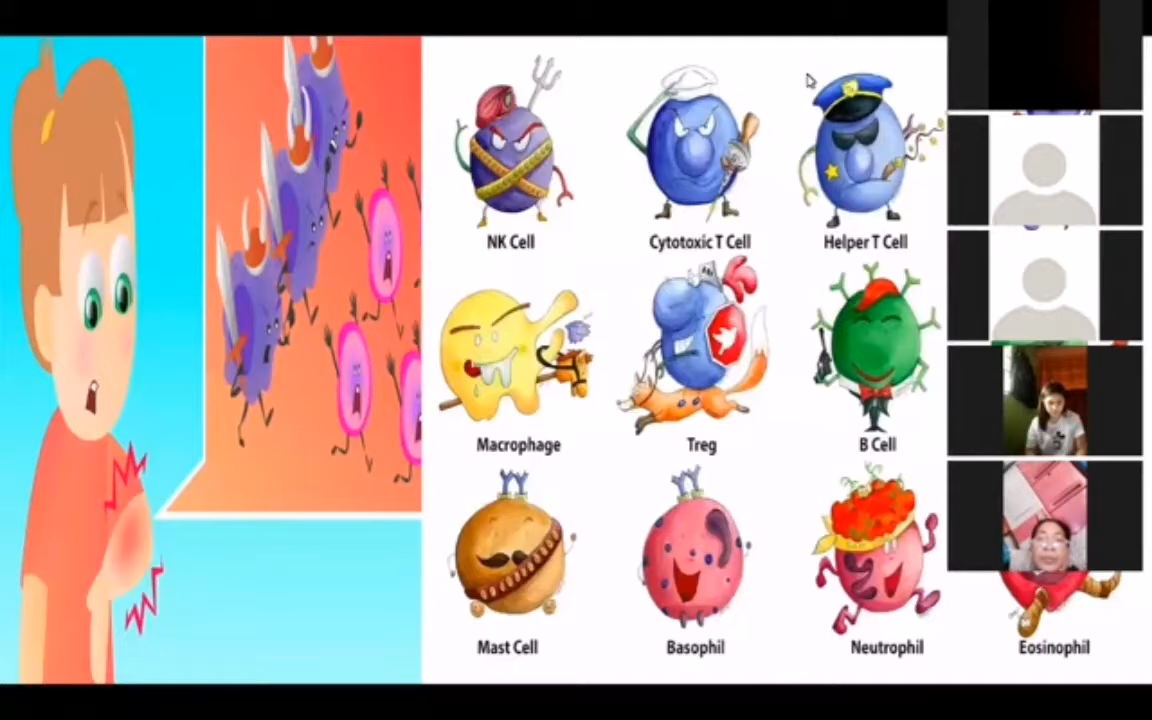 NK Cell
Cytotoxic T Cell
Helper T Cell
Macrophage
Treg
B Cell
Mast Cell
Basophil
Neutrophil
Eosinophil